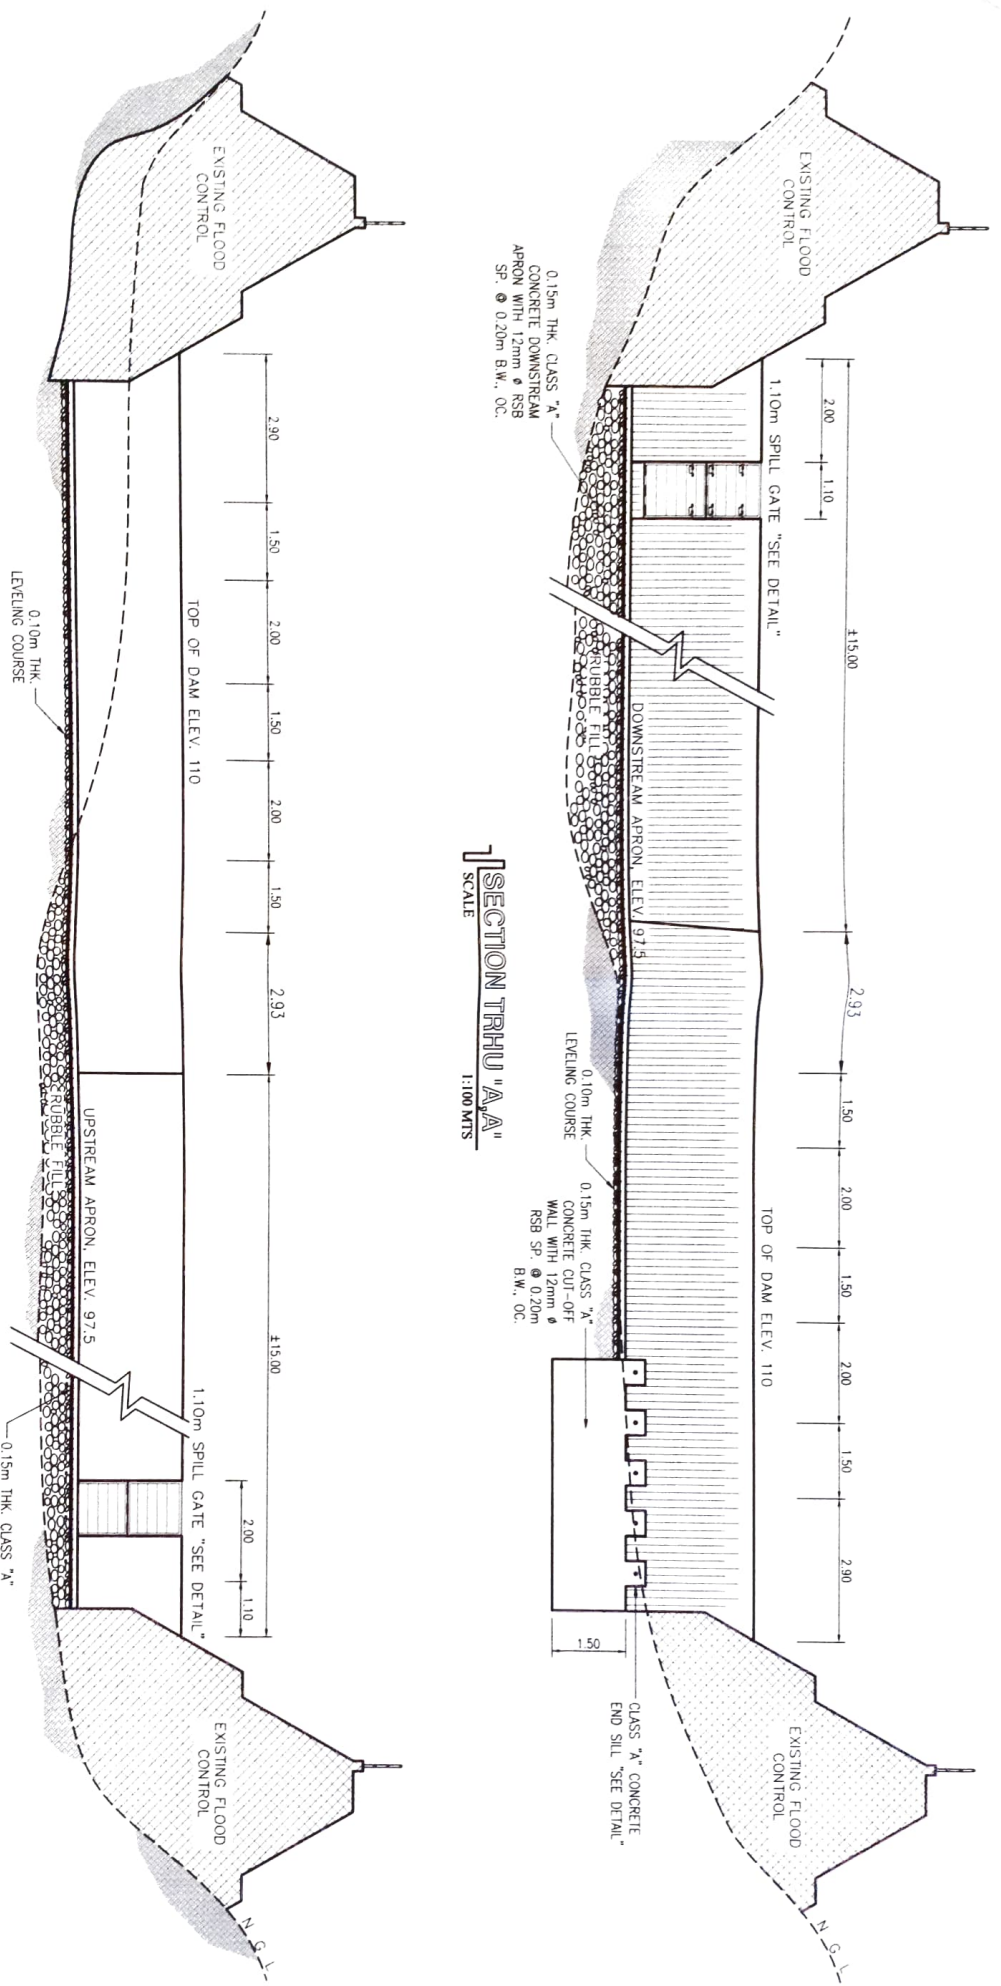 EXISTING FLOOD
CONTROL
2.00
1.10
±15.00
2.93
1.50
2.00
1.50
2.00
1.50
2.90
1.10m SPILL GATE "SEE DETAIL"
TOP OF DAM ELEV. 110
DOWNSTREAM APRON, ELEV. 97.5
RUBBLE FILL
0.15m THK. CLASS "A"
CONCRETE DOWNSTREAM
APRON WITH 12mm ø RSB
SP. @ 0.20m B.W., OC.
0.10m THK.
LEVELING COURSE
0.15m THK. CLASS "A"
CONCRETE CUT-OFF
WALL WITH 12mm ø
RSB SP. @ 0.20m
B.W., OC.
1.50
CLASS "A" CONCRETE
END SILL "SEE DETAIL"
EXISTING FLOOD
CONTROL
N G L
SECTION TRHU "A,A"
SCALE
1:100 MTS
EXISTING FLOOD
CONTROL
2.90
1.50
2.00
1.50
2.00
1.50
2.93
±15.00
2.00
1.10
TOP OF DAM ELEV. 110
1.10m SPILL GATE "SEE DETAIL"
UPSTREAM APRON, ELEV. 97.5
RUBBLE FILL
0.10m THK.
LEVELING COURSE
0.15m THK. CLASS "A"
EXISTING FLOOD
CONTROL
N G L